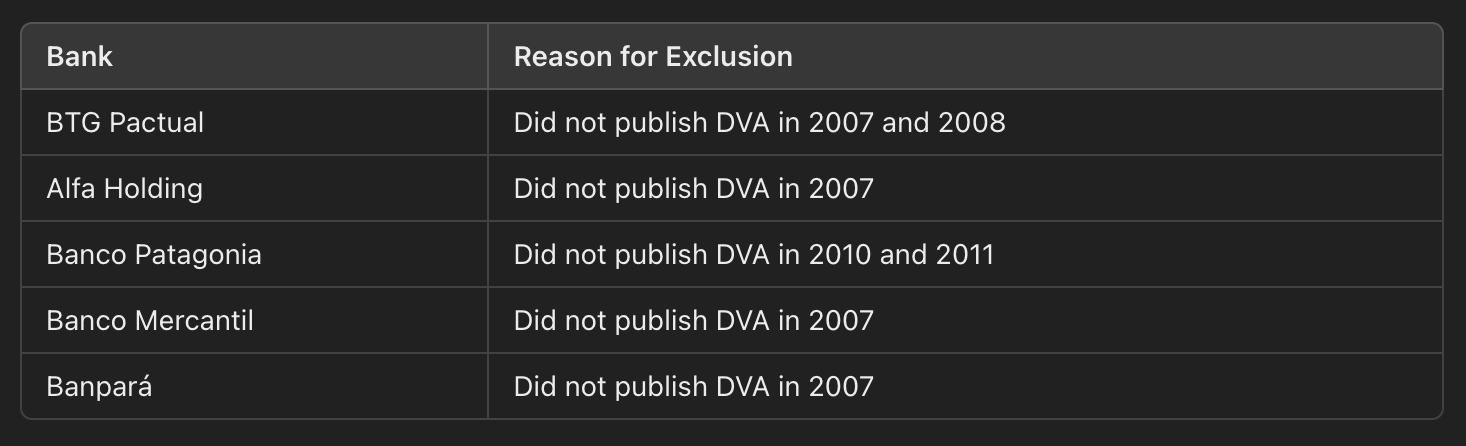 Bank Reason for Exclusion
BTG Pactual Did not publish DVA in 2007 and 2008
Alfa Holding Did not publish DVA in 2007
Banco Patagonia Did not publish DVA in 2010 and 2011
Banco Mercantil Did not publish DVA in 2007
Banpará Did not publish DVA in 2007